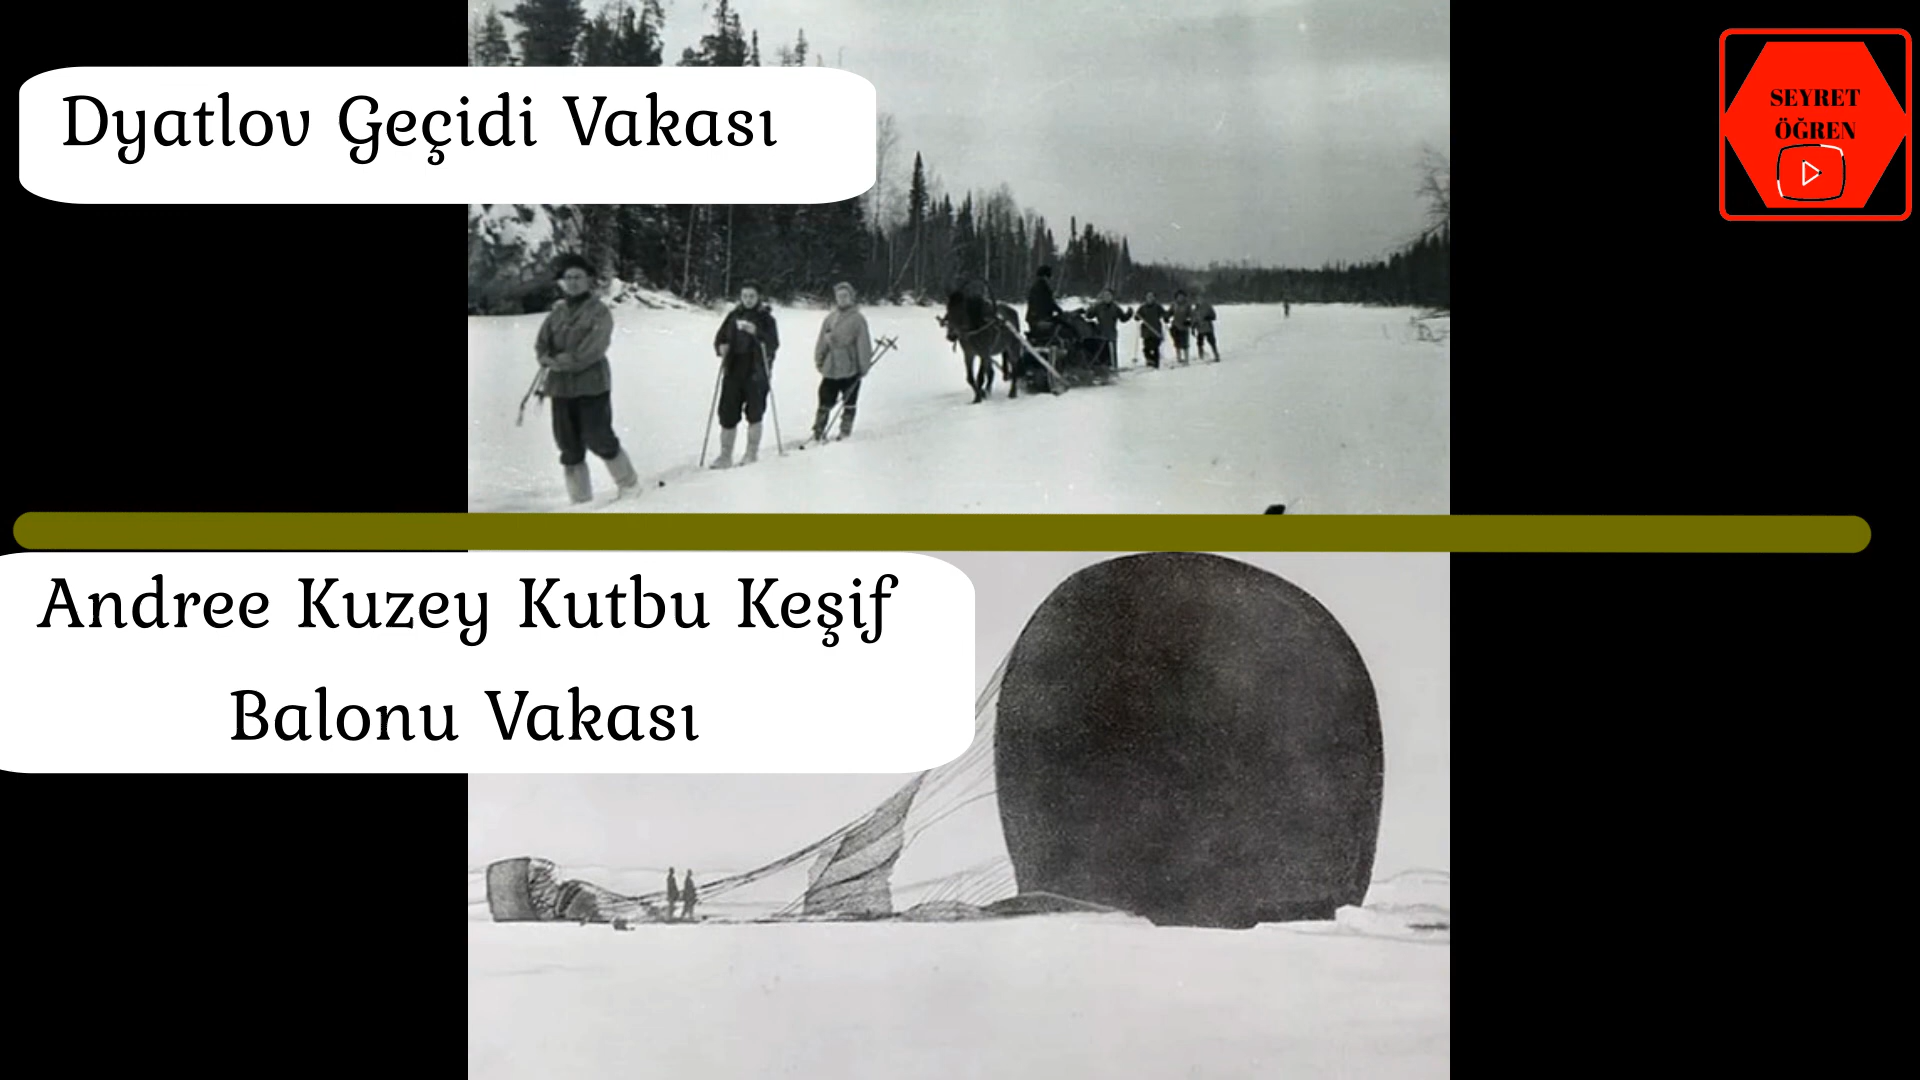 Dyatlov Geçidi Vakası
SEYRET
ÖĞREN
Andree Kuzey Kutbu Keşif
Balonu Vakası